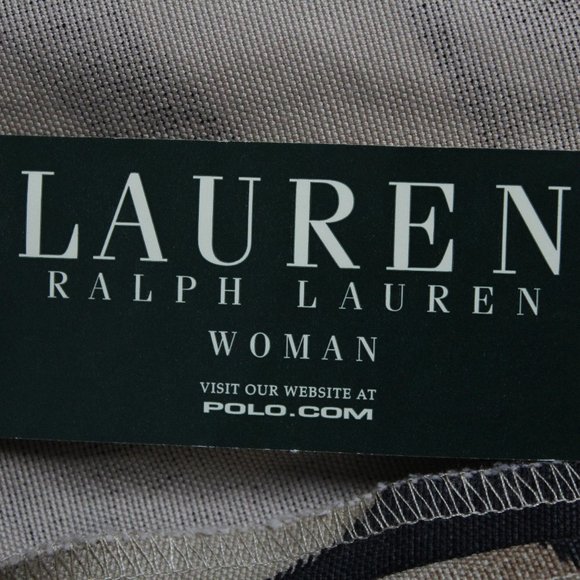 LAUREN
RALPH LAUREN
WOMAN
VISIT OUR WEBSITE AT
POLO.COM